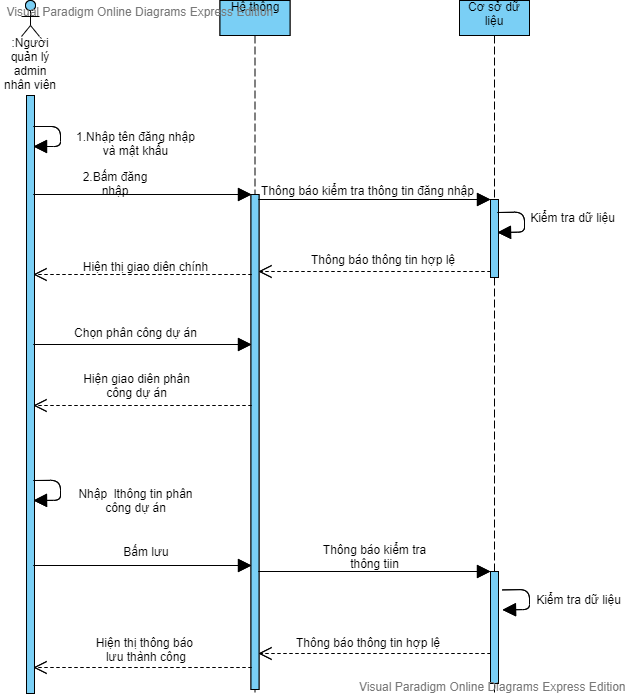 Visual Paradigm Online Diagrams Express Edition
Hệ thống
Cơ sở dữ
liệu
:Người
quản lý
admin
nhân viên
1.Nhập tên đăng nhập
và mật khẩu
2.Bấm đăng
nhập
Thông báo kiểm tra thông tin đăng nhập
Kiểm tra dữ liệu
Thông báo thông tin hợp lệ
Hiện thị giao diên chính
Chọn phân công dự án
Hiện giao diên phân
công dự án
Nhập lthông tin phân
công dự án
Bấm lưu
Thông báo kiểm tra
thông tiin
Kiểm tra dữ liệu
Hiện thị thông báo
lưu thành công
Thông báo thông tin hợp lệ
Visual Paradigm Online Diagrams Express Edition